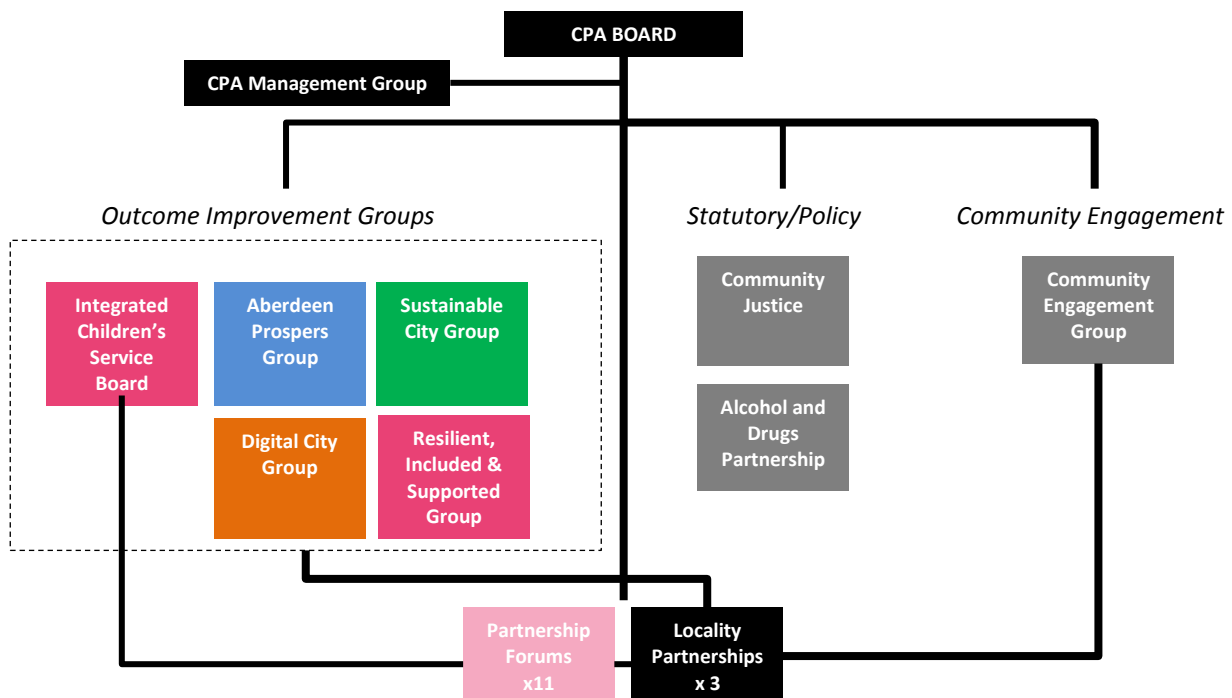 CPA BOARD
CPA Management Group
Outcome Improvement Groups
Statutory/Policy
Community Engagement
Integrated
Children’s
Service
Board
Aberdeen
Prospers
Group
Sustainable
City Group
Community
Justice
Community
Engagement
Group
Digital City
Group
Resilient,
Included &
Supported
Group
Alcohol and
Drugs
Partnership
Partnership
Forums
x11
Locality
Partnerships
x 3